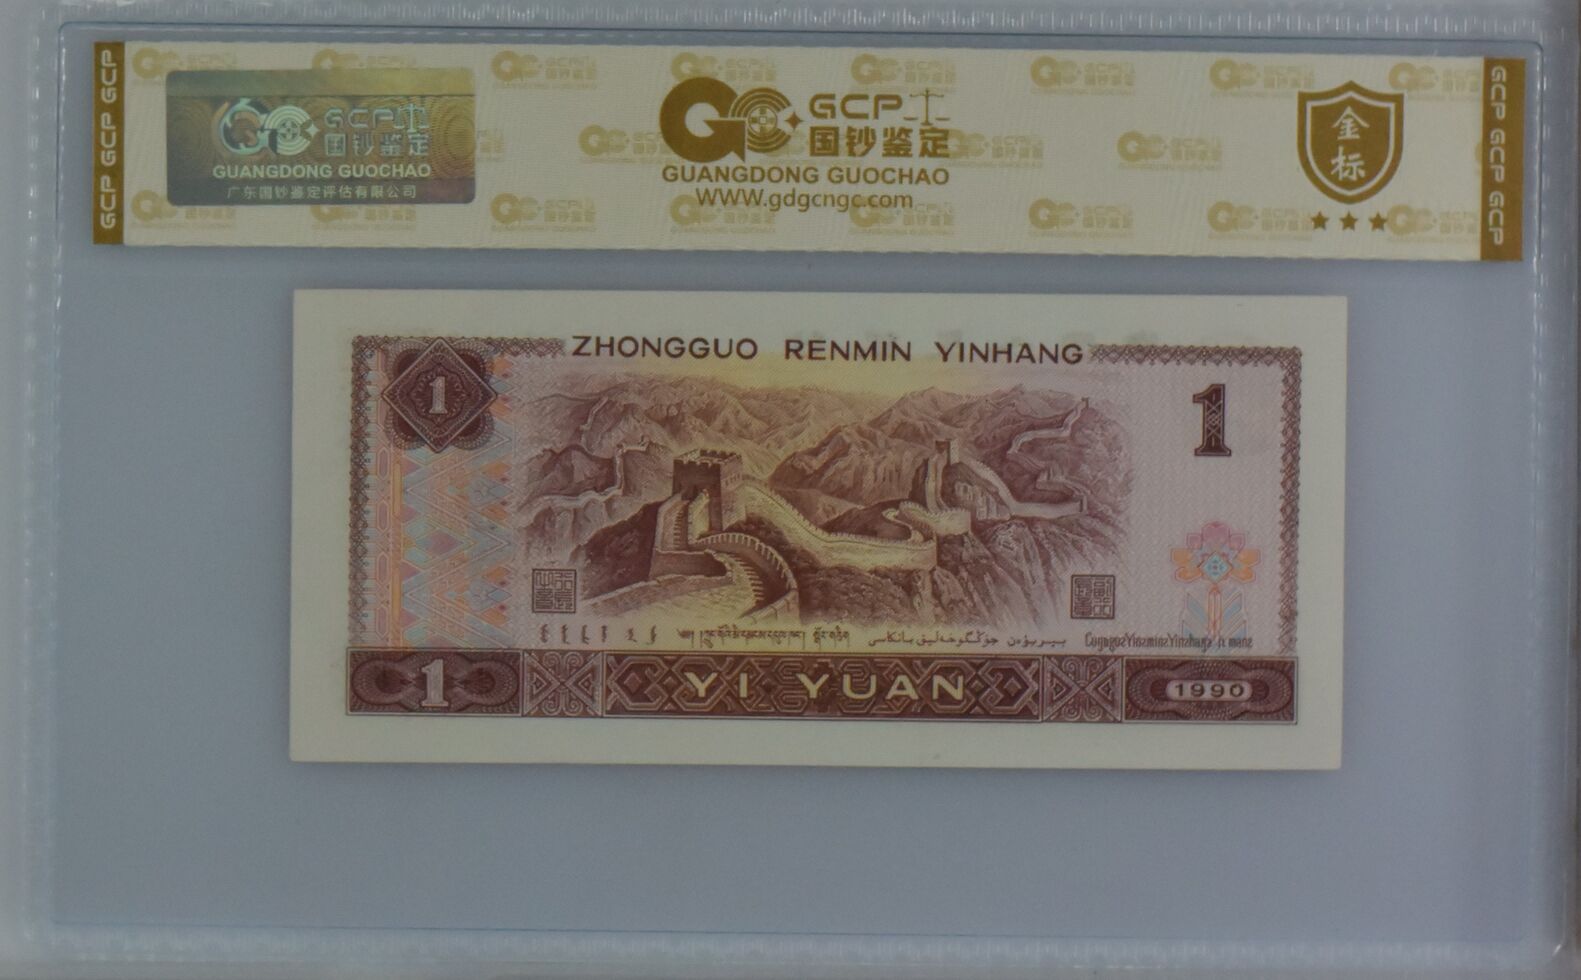 GCP GCP GCP
GCP
国钞鉴定
GUANGDONG GUOCHAO
广东国钞鉴定评估有限公司
GCP
国钞鉴定
GUANGDONG GUOCHAO
WWW.gdgcngc.com
金标
GCP GCP GCP
ZHONGGUO RENMIN YINHANG
1
1
1
YI YUAN
1990